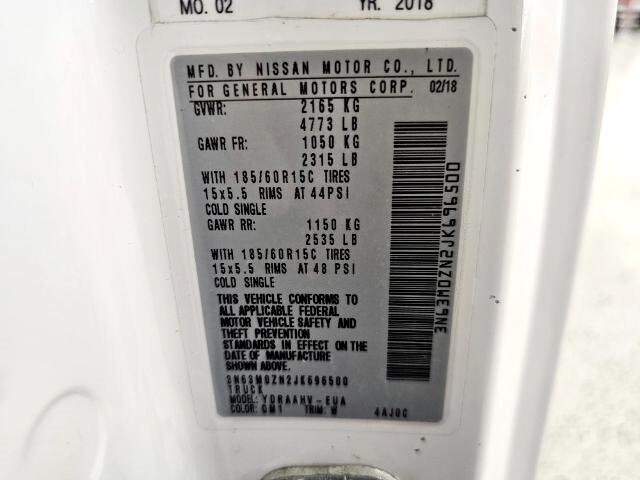 MO. 02 YR. 2018
MFD. BY NISSAN MOTOR CO., LTD.
FOR GENERAL MOTORS CORP. 02/18
GVWR: 2165 KG
4773 LB
GAWR FR: 1050 KG
2315 LB
WITH 185/60R15C TIRES
15x5.5 RIMS AT 44PSI
COLD SINGLE
GAWR RR: 1150 KG
2535 LB
WITH 185/60R15C TIRES
15x5.5 RIMS AT 48 PSI
COLD SINGLE
THIS VEHICLE CONFORMS TO
ALL APPLICABLE FEDERAL
MOTOR VEHICLE SAFETY AND
THEFT PREVENTION
STANDARDS IN EFFECT ON THE
DATE OF MANUFACTURE
SHOWN ABOVE.
3N63M0ZN2JK696500
TRUCK
MODEL: YDRAAHV-EUA
COLOR: QM1 TRIM: W 4AJ0C
3N63M0ZN2JK696500